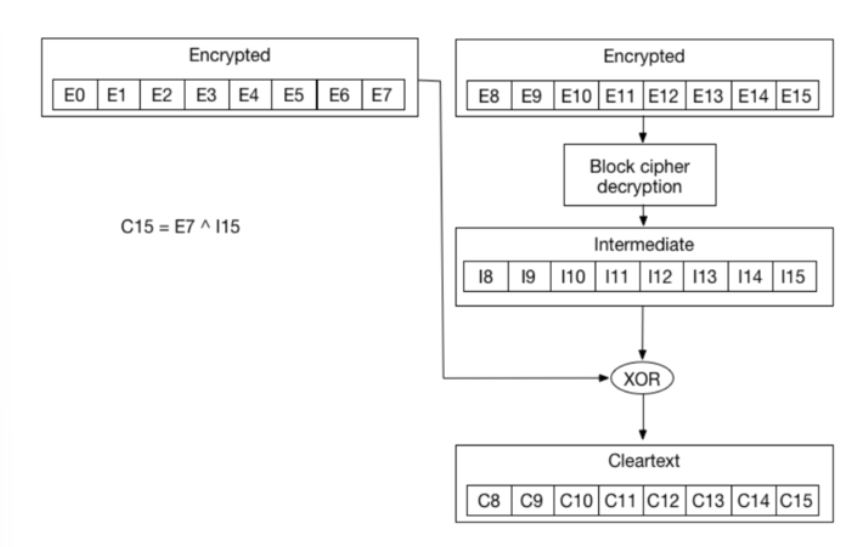 Encrypted
E0 E1 E2 E3 E4 E5 E6 E7
Encrypted
E8 E9 E10 E11 E12 E13 E14 E15
Block cipher
decryption
C15 = E7 ^ I15
Intermediate
I8 I9 I10 I11 I12 I13 I14 I15
XOR
Cleartext
C8 C9 C10 C11 C12 C13 C14 C15